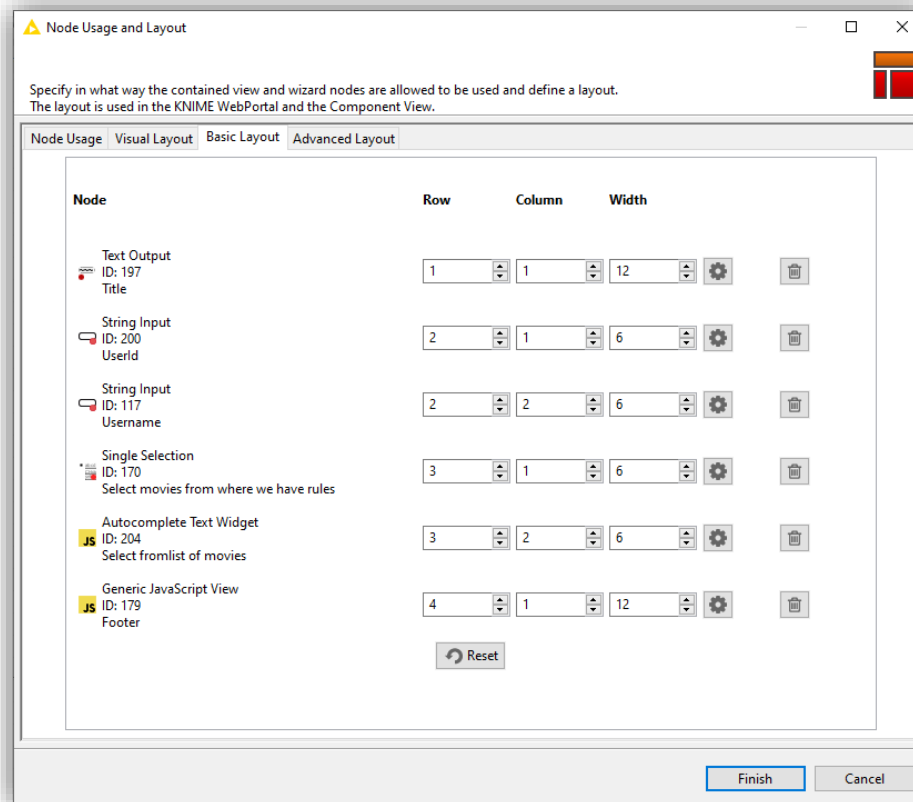 Node Usage and Layout
Specify in what way the contained view and wizard nodes are allowed to be used and define a layout.
The layout is used in the KNIME WebPortal and the Component View.
Node Usage Visual Layout Basic Layout Advanced Layout
Node Row Column Width
Text Output
ID: 197
Title
1 1 12
String Input
ID: 200
UserId
2 1 6
String Input
ID: 117
Username
2 2 6
Single Selection
ID: 170
Select movies from where we have rules
3 1 6
JS
Autocomplete Text Widget
ID: 204
Select fromlist of movies
3 2 6
JS
Generic JavaScript View
ID: 179
Footer
4 1 12
Reset
Finish Cancel